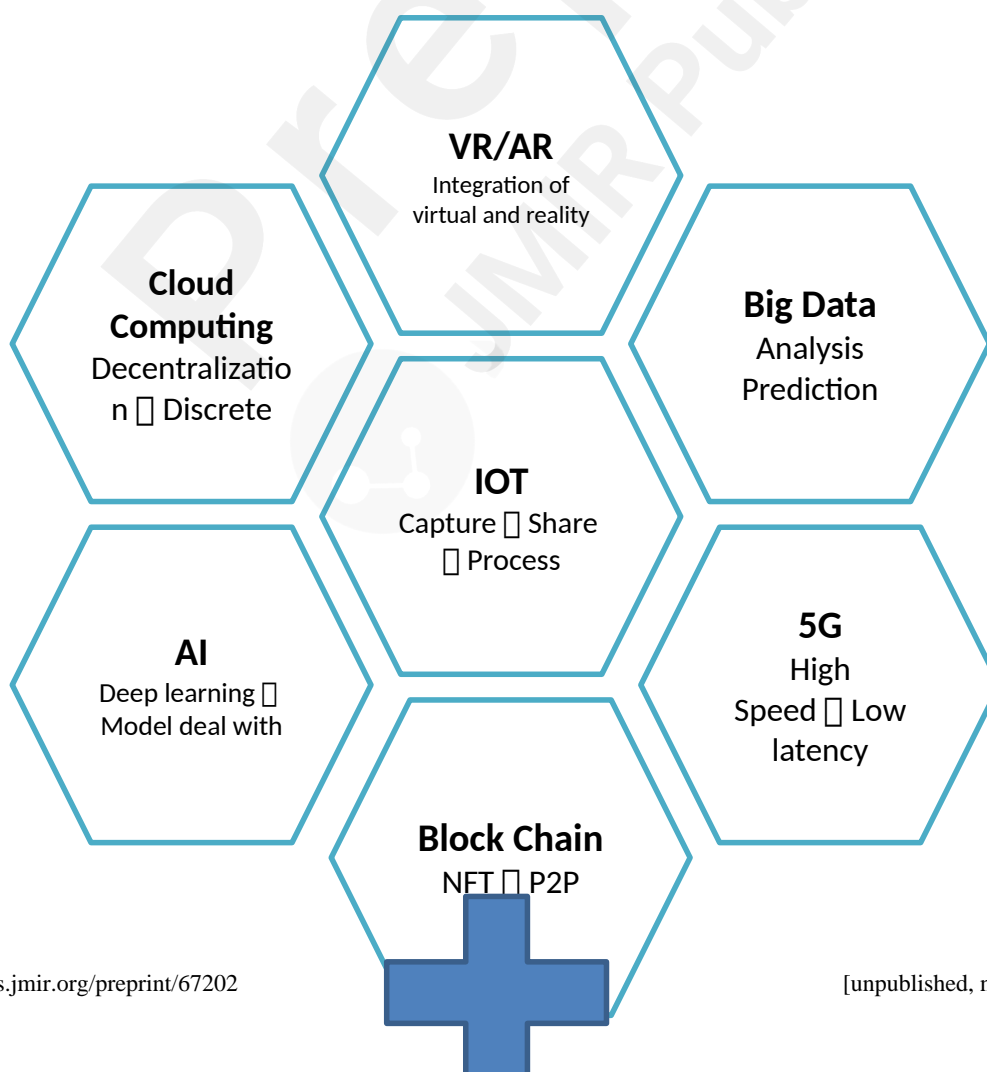 VR/AR
Integration of
virtual and reality
Cloud
Computing
Decentralizatio
n ▯ Discrete
Big Data
Analysis
Prediction
IOT
Capture ▯ Share
▯ Process
AI
Deep learning ▯
Model deal with
5G
High
Speed ▯ Low
latency
Block Chain
NFT ▯ P2P
s.jmir.org/preprint/67202
[unpublished,
JMIR